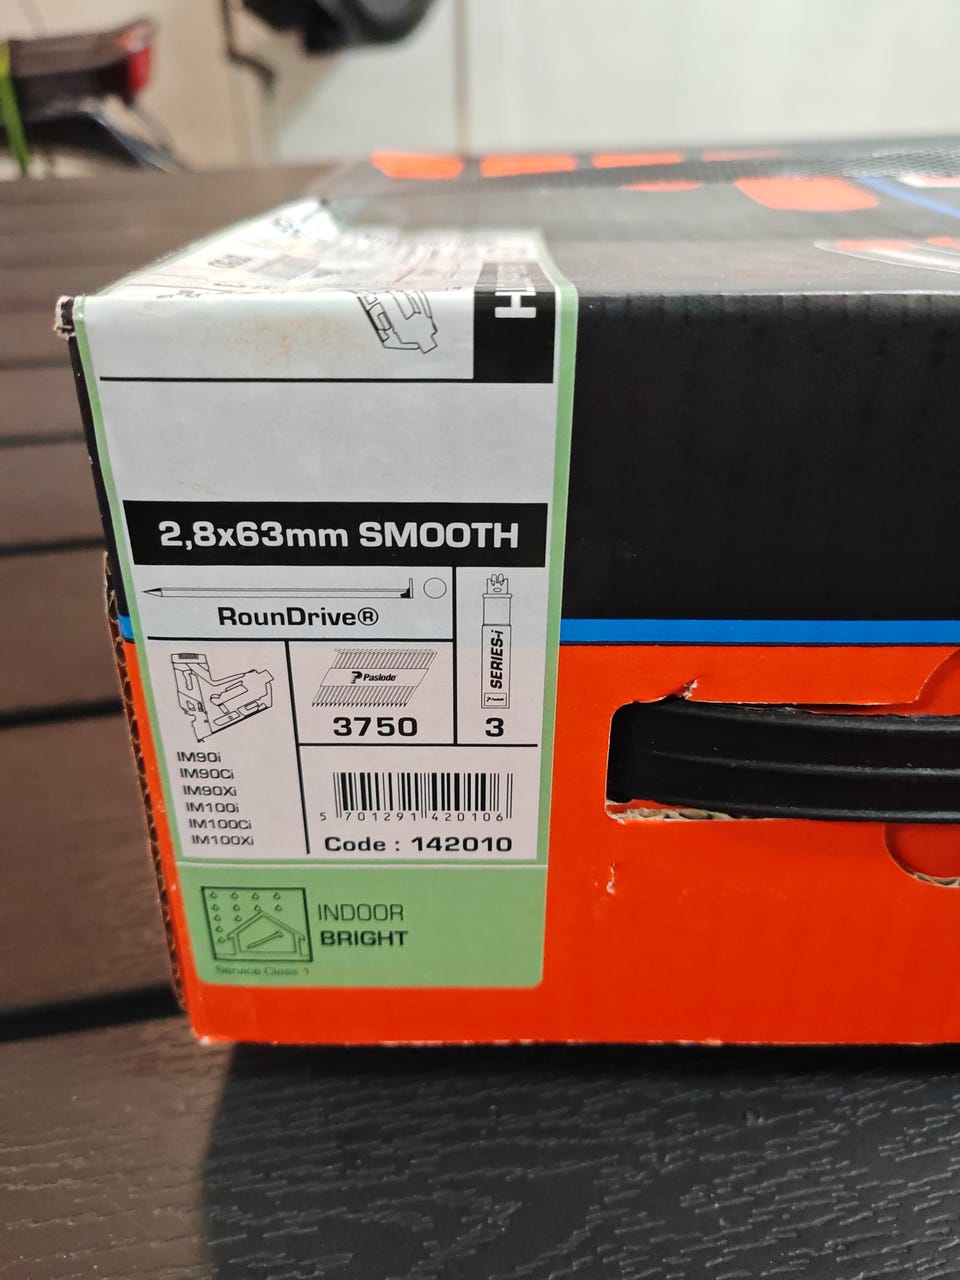 2,8x63mm SMOOTH
RounDrive®
SERIES-i
Paslode
3750
3
IM90i
IM90Ci
IM90Xi
IM100i
IM100Ci
IM100Xi
5 701291 420106
Code : 142010
INDOOR
BRIGHT
Service Class 1